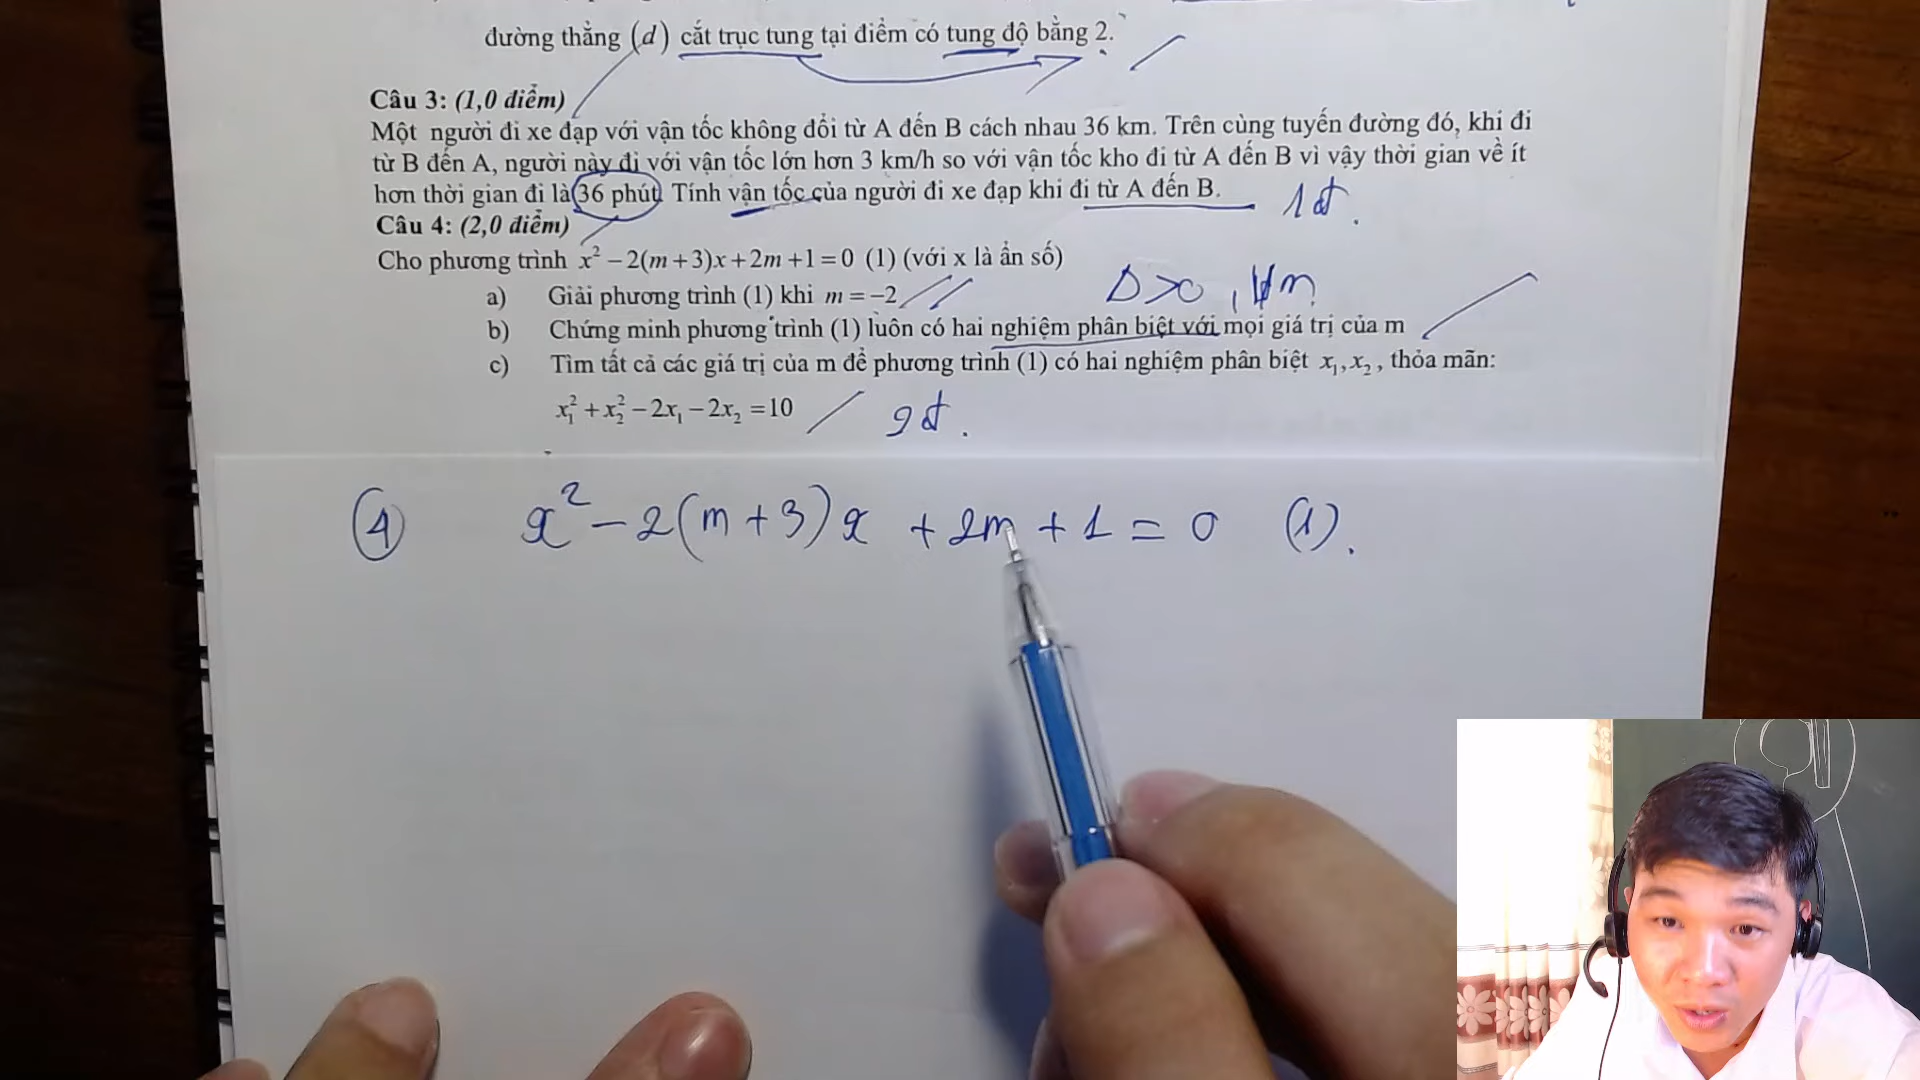 đường thẳng (d) cắt trục tung tại điểm có tung độ bằng 2.
Câu 3: (1,0 điểm)
Một người đi xe đạp với vận tốc không đổi từ A đến B cách nhau 36 km. Trên cùng tuyến đường đó, khi đi
từ B đến A, người này đi với vận tốc lớn hơn 3 km/h so với vận tốc kho đi từ A đến B vì vậy thời gian về ít
hơn thời gian đi là 36 phút. Tính vận tốc của người đi xe đạp khi đi từ A đến B.
1đ.
Câu 4: (2,0 điểm)
Cho phương trình x² − 2(m+3)x + 2m + 1 = 0 (1) (với x là ẩn số)
a) Giải phương trình (1) khi m = −2
Δ>0, ∀m
b) Chứng minh phương trình (1) luôn có hai nghiệm phân biệt với mọi giá trị của m
c) Tìm tất cả các giá trị của m để phương trình (1) có hai nghiệm phân biệt x₁, x₂, thỏa mãn:
x₁² + x₂² − 2x₁ − 2x₂ = 10
2đ.
4 x² − 2(m+3)x + 2m + 1 = 0 (1).